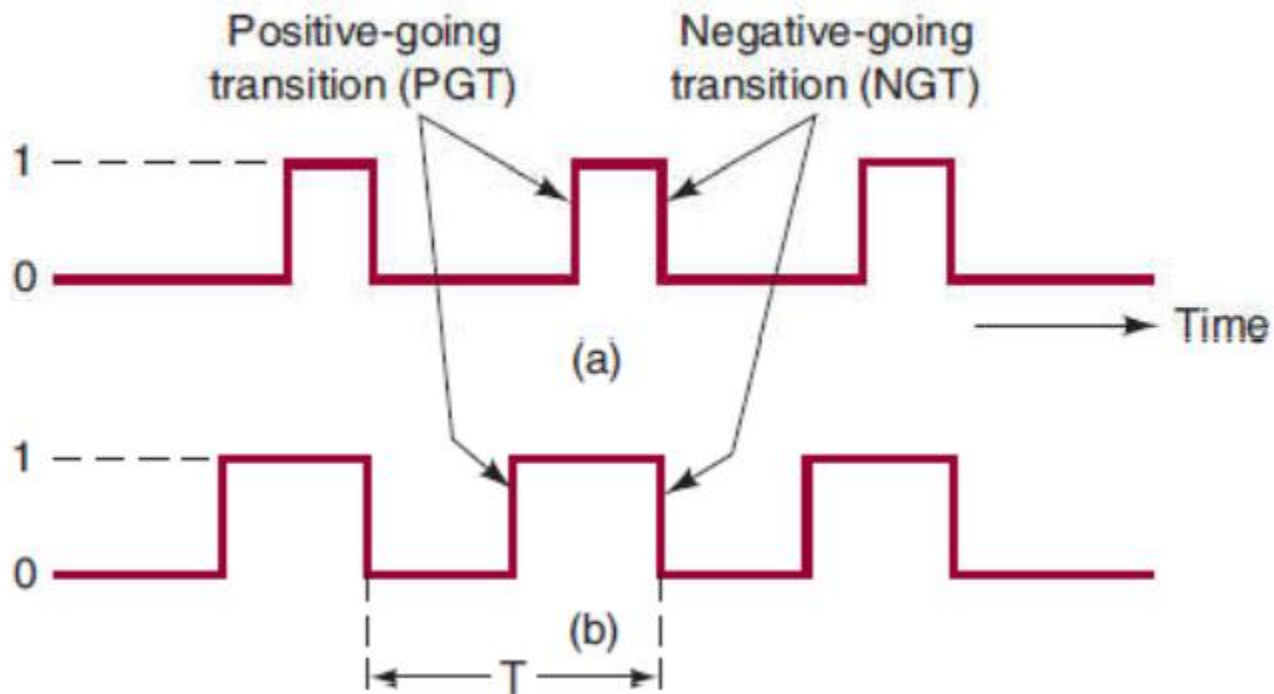 Positive-going
transition (PGT)
Negative-going
transition (NGT)
1
0
Time
(a)
1
0
(b)
T